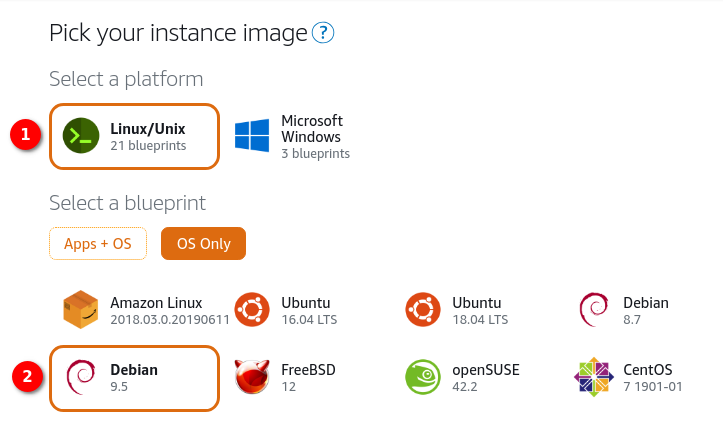 Pick your instance image ?
Select a platform
1
Linux/Unix
21 blueprints
Microsoft
Windows
3 blueprints
Select a blueprint
Apps + OS
OS Only
Amazon Linux
2018.03.0.20190611
Ubuntu
16.04 LTS
Ubuntu
18.04 LTS
Debian
8.7
2
Debian
9.5
FreeBSD
12
openSUSE
42.2
CentOS
7 1901-01